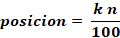 posicion = k n / 100